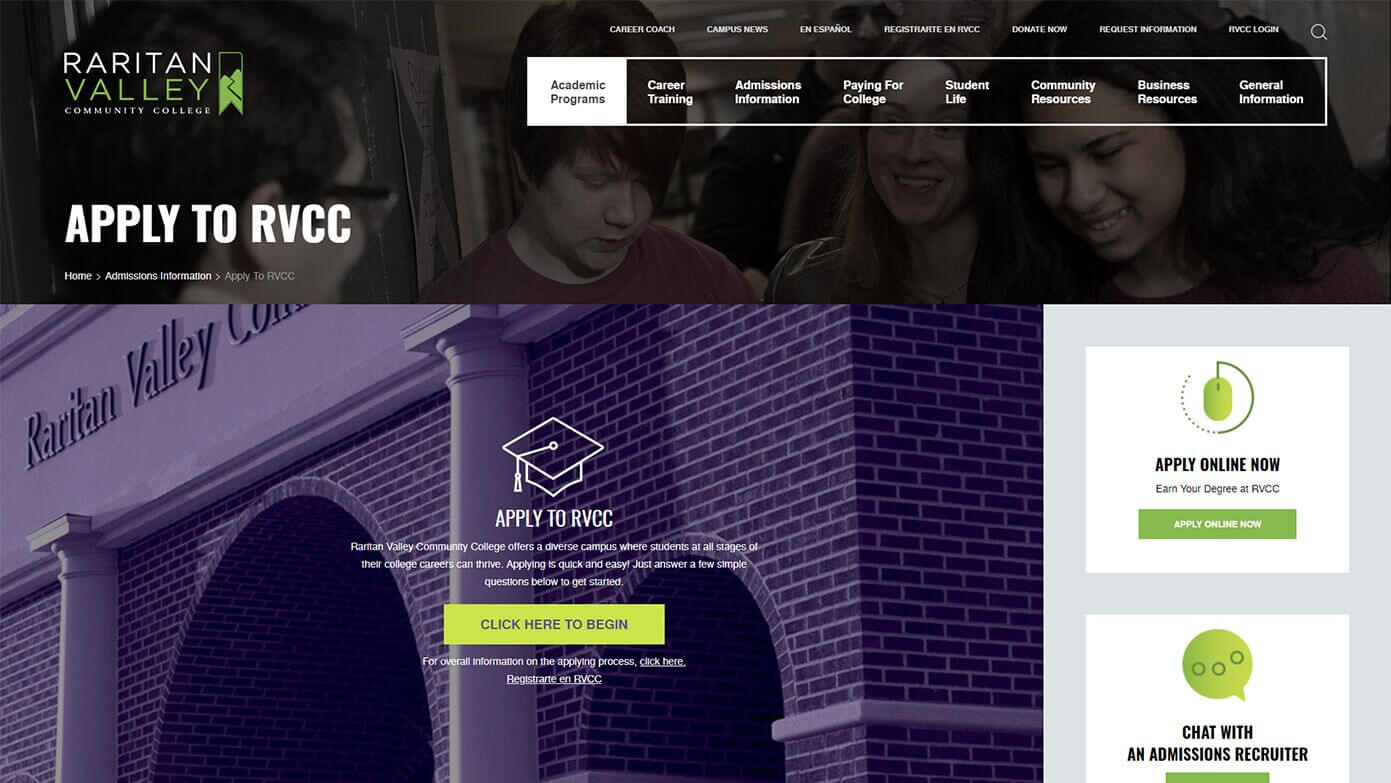 CAREER COACH CAMPUS NEWS EN ESPAÑOL REGISTRARTE EN RVCC DONATE NOW REQUEST INFORMATION RVCC LOGIN
RARITAN
VALLEY
COMMUNITY COLLEGE
Academic Programs
Career Training
Admissions Information
Paying For College
Student Life
Community Resources
Business Resources
General Information
APPLY TO RVCC
Home > Admissions Information > Apply To RVCC
Raritan Valley Com
APPLY TO RVCC
Raritan Valley Community College offers a diverse campus where students at all stages of
their college careers can thrive. Applying is quick and easy! Just answer a few simple
questions below to get started.
CLICK HERE TO BEGIN
For overall information on the applying process, click here.
Registrarte en RVCC
APPLY ONLINE NOW
Earn Your Degree at RVCC
APPLY ONLINE NOW
CHAT WITH
AN ADMISSIONS RECRUITER